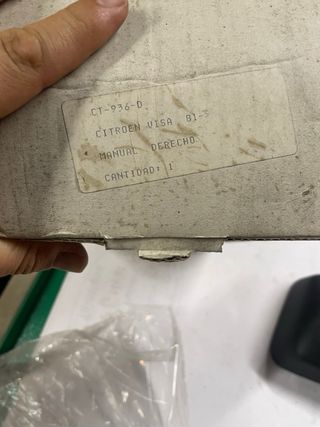 CT-936-D
CITROEN VISA 81-
MANUAL DERECHO
CANTIDAD: 1